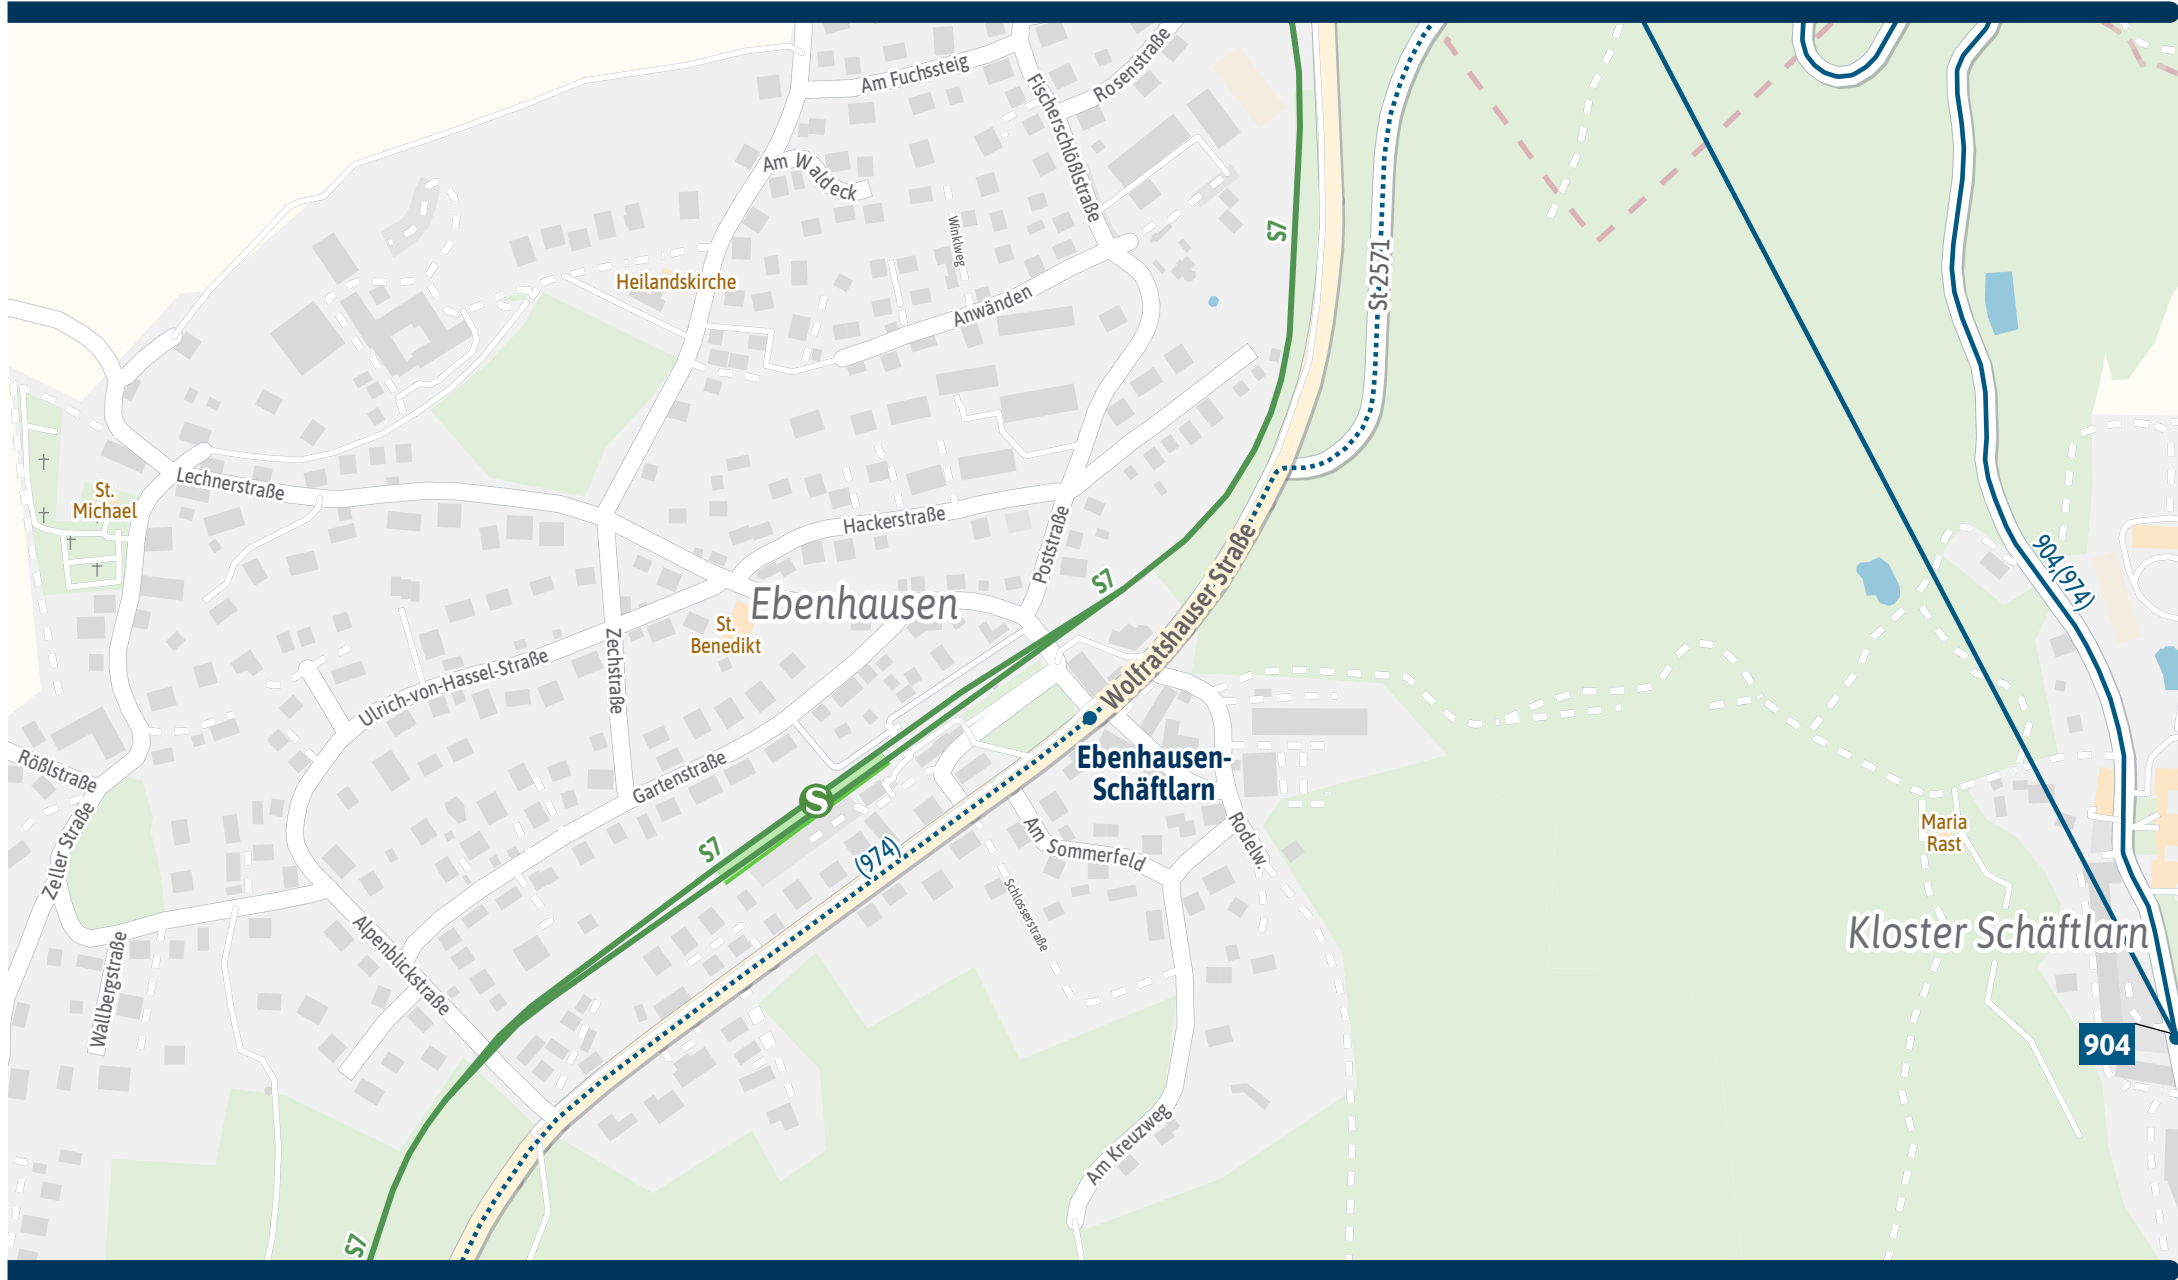 Am Fuchssteig
Rosenstraße
Fischerschlößlstraße
Am Waldeck
Winklweg
S7
St 2571
Heilandskirche
Anwänden
Lechnerstraße
St.
Michael
Hackerstraße
Poststraße
Wolfratshauser Straße
904,(974)
S7
Ebenhausen
St.
Benedikt
Zechstraße
Ulrich-von-Hassel-Straße
Rößlstraße
Gartenstraße
Ebenhausen-
Schäftlarn
S
S7
(974)
Am Sommerfeld
Rodelw.
Maria
Rast
Zeller Straße
Schlosserstraße
Alpenblickstraße
Wallbergstraße
Kloster Schäftlarn
904
Am Kreuzweg
S7